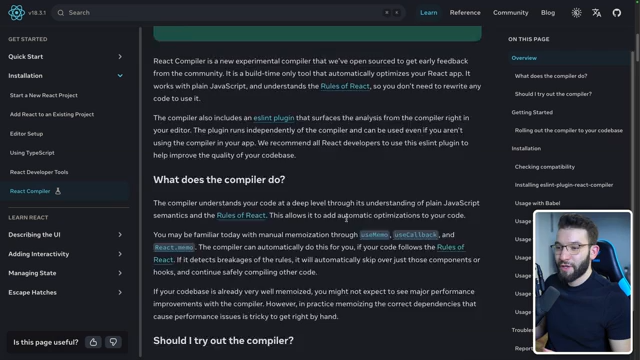 v18.3.1
Search
Learn
Reference
Community
Blog
GET STARTED
Quick Start
Installation
Start a New React Project
Add React to an Existing Project
Editor Setup
Using TypeScript
React Developer Tools
React Compiler
LEARN REACT
Describing the UI
Adding Interactivity
Managing State
Escape Hatches
Is this page useful?
React Compiler is a new experimental compiler that we've open sourced to get early feedback
from the community. It is a build-time only tool that automatically optimizes your React app. It
works with plain JavaScript, and understands the Rules of React, so you don't need to rewrite any
code to use it.
The compiler also includes an eslint plugin that surfaces the analysis from the compiler right in
your editor. The plugin runs independently of the compiler and can be used even if you aren't
using the compiler in your app. We recommend all React developers to use this eslint plugin to
help improve the quality of your codebase.
What does the compiler do?
The compiler understands your code at a deep level through its understanding of plain JavaScript
semantics and the Rules of React. This allows it to add automatic optimizations to your code.
You may be familiar today with manual memoization through useMemo, useCallback, and
React.memo. The compiler can automatically do this for you, if your code follows the Rules of
React. If it detects breakages of the rules, it will automatically skip over just those components or
hooks, and continue safely compiling other code.
If your codebase is already very well memoized, you might not expect to see major performance
improvements with the compiler. However, in practice memoizing the correct dependencies that
cause performance issues is tricky to get right by hand.
Should I try out the compiler?
ON THIS PAGE
Overview
What does the compiler do?
Should I try out the compiler?
Getting Started
Rolling out the compiler to your codebase
Installation
Checking compatibility
Installing eslint-plugin-react-compiler
Usage with Babel
Usage
Usage
Usage
Usage
Usage
Usage
Troubles